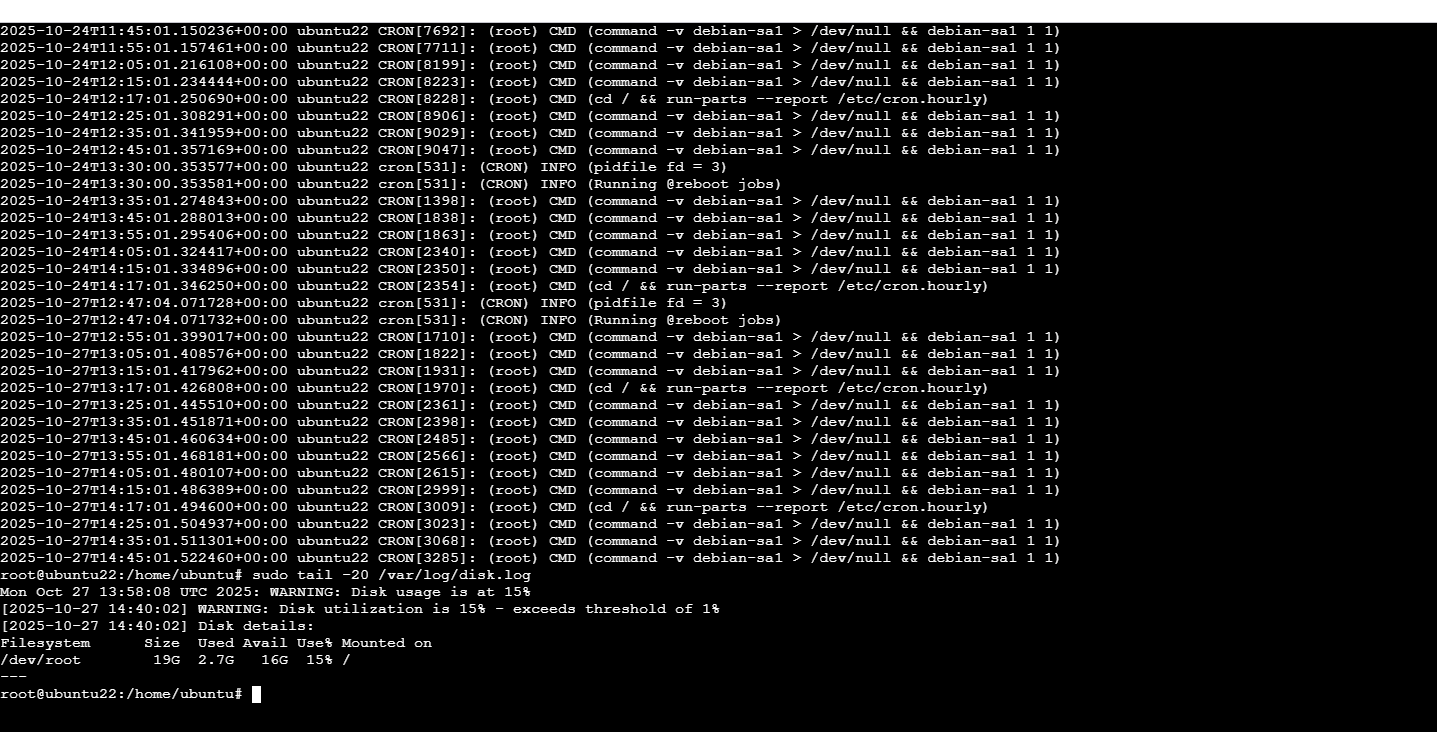 2025-10-24T11:45:01.150236+00:00 ubuntu22 CRON[7692]: (root) CMD (command -v debian-sa1 > /dev/null && debian-sa1 1 1)
2025-10-24T11:55:01.157461+00:00 ubuntu22 CRON[7711]: (root) CMD (command -v debian-sa1 > /dev/null && debian-sa1 1 1)
2025-10-24T12:05:01.216108+00:00 ubuntu22 CRON[8199]: (root) CMD (command -v debian-sa1 > /dev/null && debian-sa1 1 1)
2025-10-24T12:15:01.234444+00:00 ubuntu22 CRON[8223]: (root) CMD (command -v debian-sa1 > /dev/null && debian-sa1 1 1)
2025-10-24T12:17:01.250690+00:00 ubuntu22 CRON[8228]: (root) CMD (cd / && run-parts --report /etc/cron.hourly)
2025-10-24T12:25:01.308291+00:00 ubuntu22 CRON[8906]: (root) CMD (command -v debian-sa1 > /dev/null && debian-sa1 1 1)
2025-10-24T12:35:01.341959+00:00 ubuntu22 CRON[9029]: (root) CMD (command -v debian-sa1 > /dev/null && debian-sa1 1 1)
2025-10-24T12:45:01.357169+00:00 ubuntu22 CRON[9047]: (root) CMD (command -v debian-sa1 > /dev/null && debian-sa1 1 1)
2025-10-24T13:30:00.353577+00:00 ubuntu22 cron[531]: (CRON) INFO (pidfile fd = 3)
2025-10-24T13:30:00.353581+00:00 ubuntu22 cron[531]: (CRON) INFO (Running @reboot jobs)
2025-10-24T13:35:01.274843+00:00 ubuntu22 CRON[1398]: (root) CMD (command -v debian-sa1 > /dev/null && debian-sa1 1 1)
2025-10-24T13:45:01.288013+00:00 ubuntu22 CRON[1838]: (root) CMD (command -v debian-sa1 > /dev/null && debian-sa1 1 1)
2025-10-24T13:55:01.295406+00:00 ubuntu22 CRON[1863]: (root) CMD (command -v debian-sa1 > /dev/null && debian-sa1 1 1)
2025-10-24T14:05:01.324417+00:00 ubuntu22 CRON[2340]: (root) CMD (command -v debian-sa1 > /dev/null && debian-sa1 1 1)
2025-10-24T14:15:01.334896+00:00 ubuntu22 CRON[2350]: (root) CMD (command -v debian-sa1 > /dev/null && debian-sa1 1 1)
2025-10-24T14:17:01.346250+00:00 ubuntu22 CRON[2354]: (root) CMD (cd / && run-parts --report /etc/cron.hourly)
2025-10-27T12:47:04.071728+00:00 ubuntu22 cron[531]: (CRON) INFO (pidfile fd = 3)
2025-10-27T12:47:04.071732+00:00 ubuntu22 cron[531]: (CRON) INFO (Running @reboot jobs)
2025-10-27T12:55:01.399017+00:00 ubuntu22 CRON[1710]: (root) CMD (command -v debian-sa1 > /dev/null && debian-sa1 1 1)
2025-10-27T13:05:01.408576+00:00 ubuntu22 CRON[1822]: (root) CMD (command -v debian-sa1 > /dev/null && debian-sa1 1 1)
2025-10-27T13:15:01.417962+00:00 ubuntu22 CRON[1931]: (root) CMD (command -v debian-sa1 > /dev/null && debian-sa1 1 1)
2025-10-27T13:17:01.426808+00:00 ubuntu22 CRON[1970]: (root) CMD (cd / && run-parts --report /etc/cron.hourly)
2025-10-27T13:25:01.445510+00:00 ubuntu22 CRON[2361]: (root) CMD (command -v debian-sa1 > /dev/null && debian-sa1 1 1)
2025-10-27T13:35:01.451871+00:00 ubuntu22 CRON[2398]: (root) CMD (command -v debian-sa1 > /dev/null && debian-sa1 1 1)
2025-10-27T13:45:01.460634+00:00 ubuntu22 CRON[2485]: (root) CMD (command -v debian-sa1 > /dev/null && debian-sa1 1 1)
2025-10-27T13:55:01.468181+00:00 ubuntu22 CRON[2566]: (root) CMD (command -v debian-sa1 > /dev/null && debian-sa1 1 1)
2025-10-27T14:05:01.480107+00:00 ubuntu22 CRON[2615]: (root) CMD (command -v debian-sa1 > /dev/null && debian-sa1 1 1)
2025-10-27T14:15:01.486389+00:00 ubuntu22 CRON[2999]: (root) CMD (command -v debian-sa1 > /dev/null && debian-sa1 1 1)
2025-10-27T14:17:01.494600+00:00 ubuntu22 CRON[3009]: (root) CMD (cd / && run-parts --report /etc/cron.hourly)
2025-10-27T14:25:01.504937+00:00 ubuntu22 CRON[3023]: (root) CMD (command -v debian-sa1 > /dev/null && debian-sa1 1 1)
2025-10-27T14:35:01.511301+00:00 ubuntu22 CRON[3068]: (root) CMD (command -v debian-sa1 > /dev/null && debian-sa1 1 1)
2025-10-27T14:45:01.522460+00:00 ubuntu22 CRON[3285]: (root) CMD (command -v debian-sa1 > /dev/null && debian-sa1 1 1)
root@ubuntu22:/home/ubuntu# sudo tail -20 /var/log/disk.log
Mon Oct 27 13:58:08 UTC 2025: WARNING: Disk usage is at 15%
[2025-10-27 14:40:02] WARNING: Disk utilization is 15% - exceeds threshold of 1%
[2025-10-27 14:40:02] Disk details:
Filesystem      Size  Used Avail Use% Mounted on
/dev/root        19G  2.7G   16G  15% /
---
root@ubuntu22:/home/ubuntu#